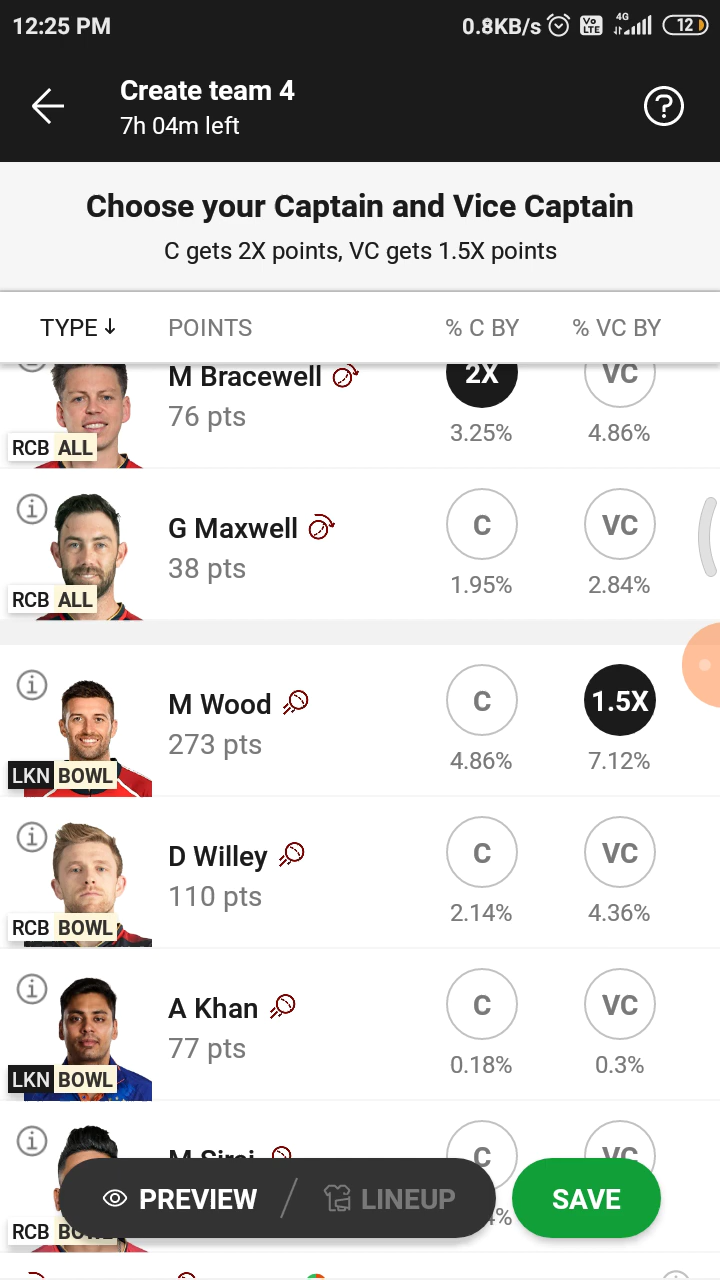 12:25 PM
0.8KB/s Vo LTE 4G 12
Create team 4
7h 04m left
Choose your Captain and Vice Captain
C gets 2X points, VC gets 1.5X points
TYPE ↓ POINTS % C BY % VC BY
M Bracewell 2X VC
76 pts
3.25% 4.86%
RCB ALL
G Maxwell C VC
38 pts
1.95% 2.84%
RCB ALL
M Wood C 1.5X
273 pts
4.86% 7.12%
LKN BOWL
D Willey C VC
110 pts
2.14% 4.36%
RCB BOWL
A Khan C VC
77 pts
0.18% 0.3%
LKN BOWL
M Siraj C VC
PREVIEW / LINEUP SAVE
RCB